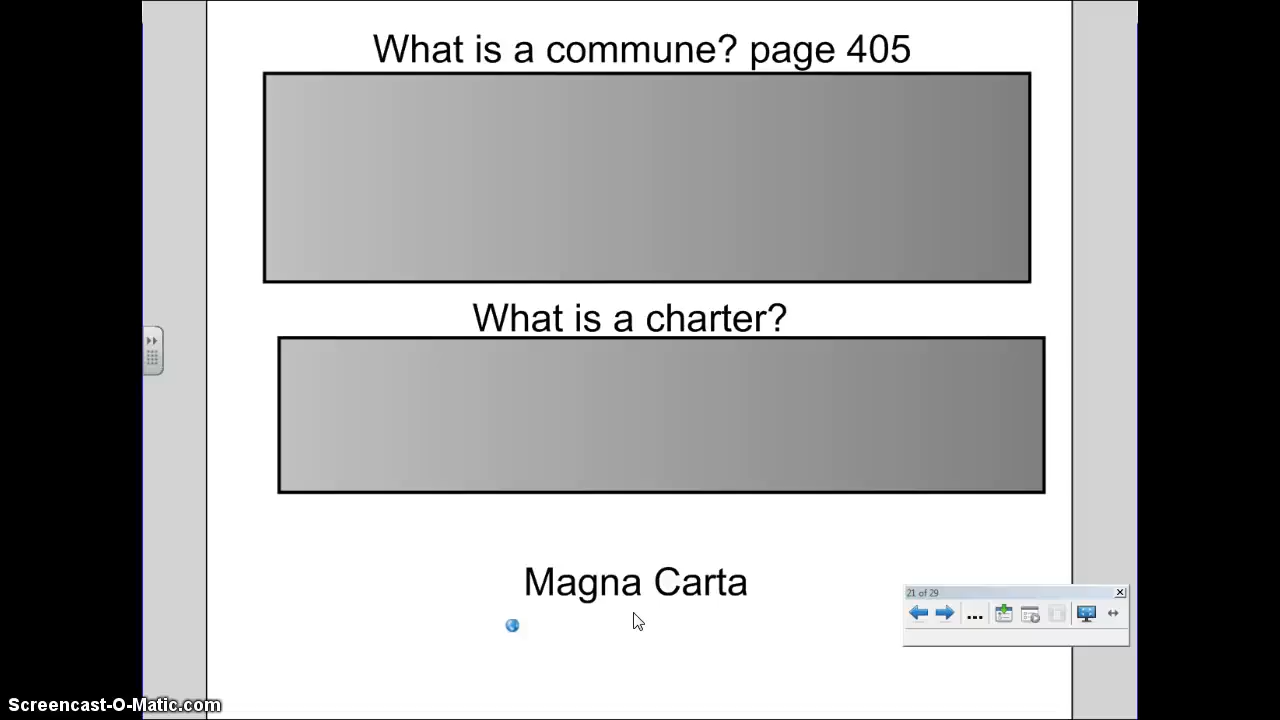 What is a commune? page 405
What is a charter?
Magna Carta
21 of 29
Screencast-O-Matic.com